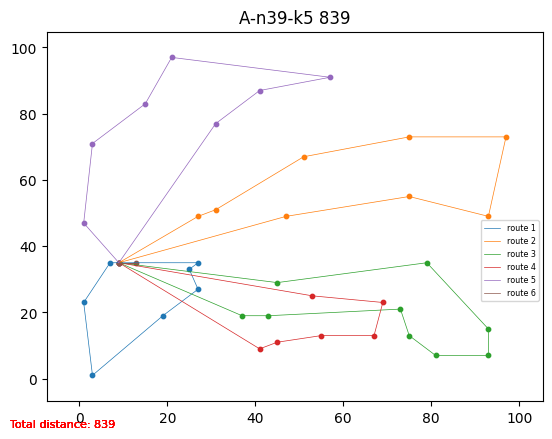 A-n39-k5 839
100
80
60
40
20
0
route 1
route 2
route 3
route 4
route 5
route 6
0 20 40 60 80 100
Total distance: 839